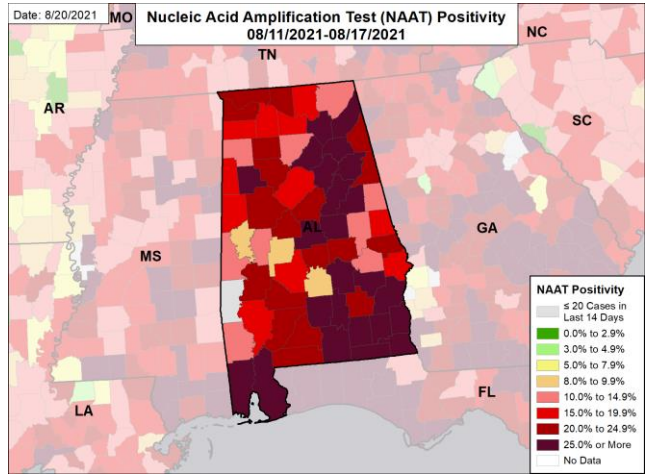 Date: 8/20/2021
Nucleic Acid Amplification Test (NAAT) Positivity
08/11/2021-08/17/2021
MO
NC
TN
AR
SC
AL
MS
GA
LA
FL
NAAT Positivity
≤ 20 Cases in
Last 14 Days
0.0% to 2.9%
3.0% to 4.9%
5.0% to 7.9%
8.0% to 9.9%
10.0% to 14.9%
15.0% to 19.9%
20.0% to 24.9%
25.0% or More
No Data